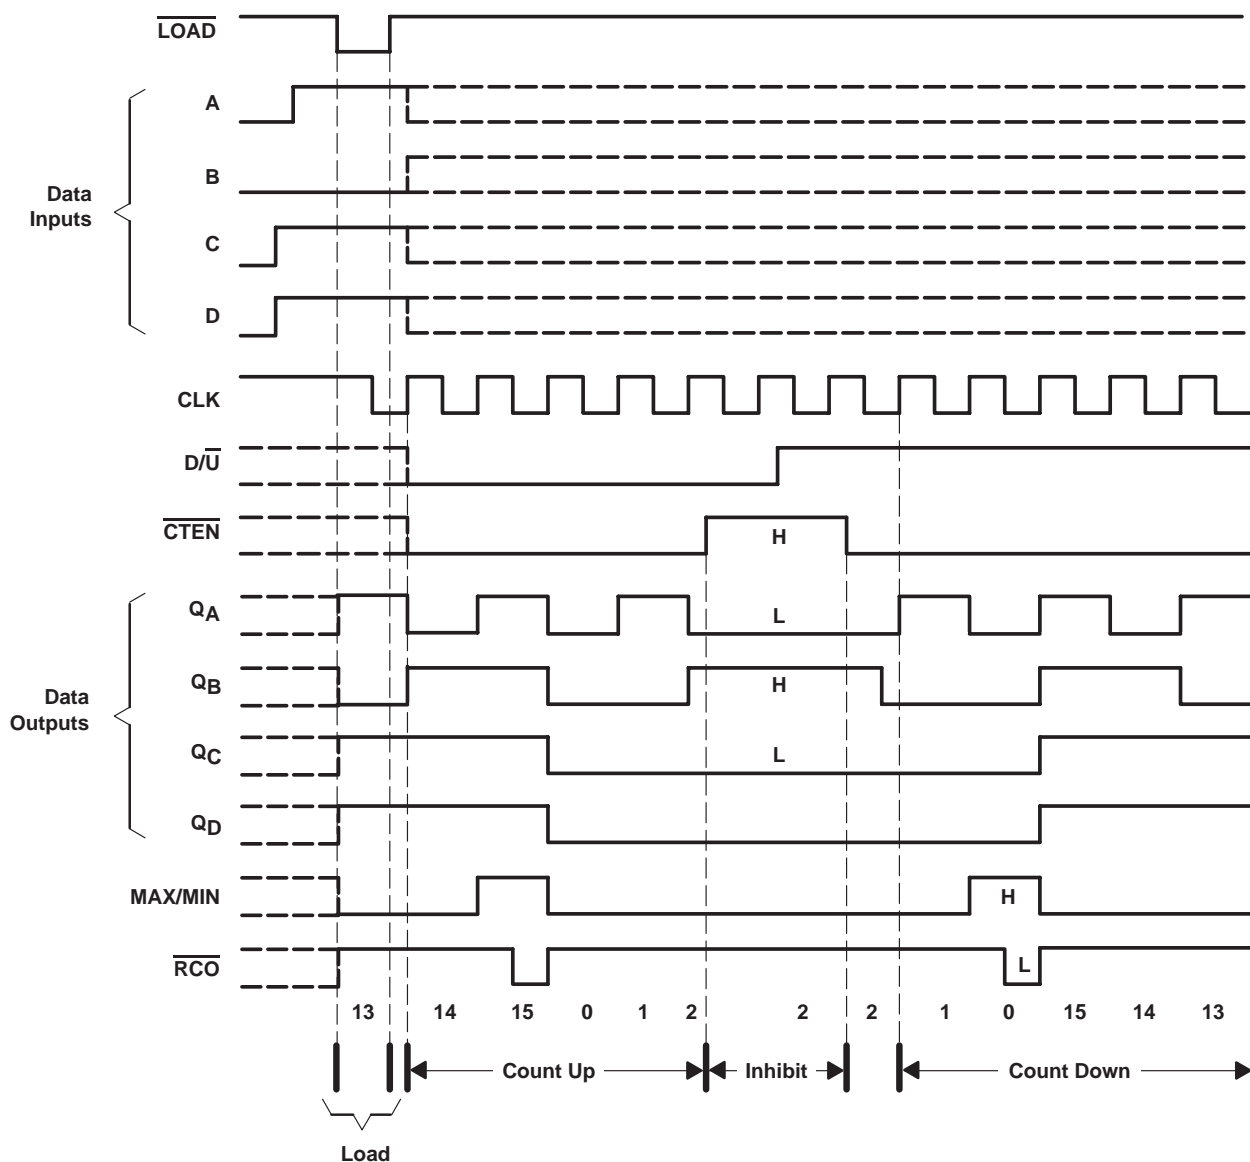 LOAD
A
B
Data
Inputs
C
D
CLK
D/U
CTEN
H
QA
L
QB
H
Data
Outputs
QC
L
QD
MAX/MIN
H
RCO
L
13 14 15 0 1 2 2 2 1 0 15 14 13
Count Up Inhibit Count Down
Load